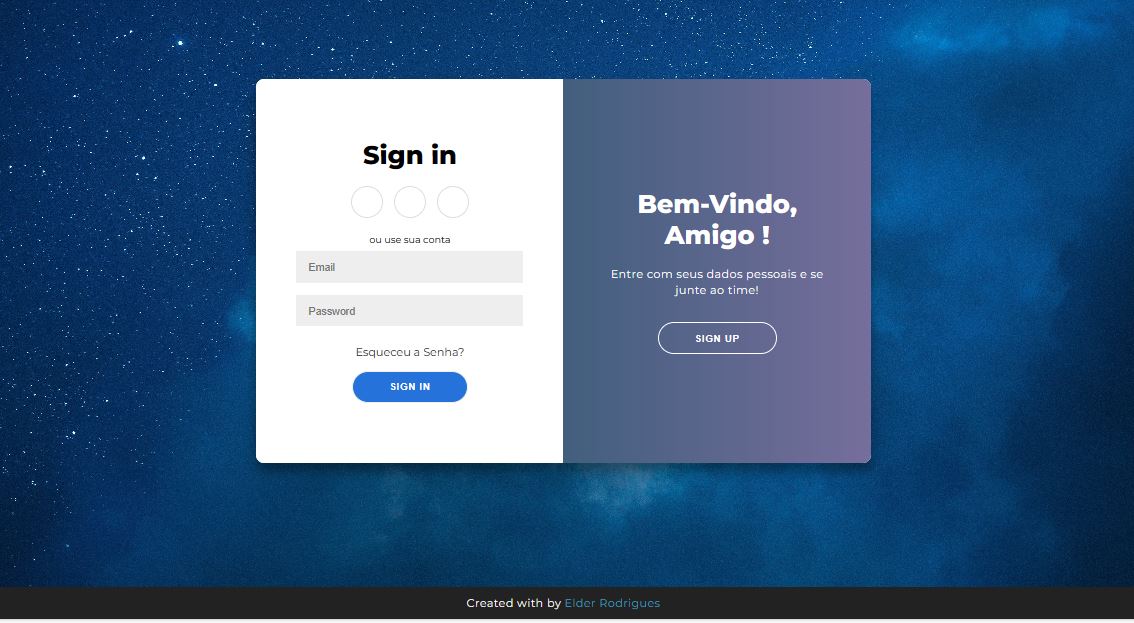 Sign in
ou use sua conta
Email
Password
Esqueceu a Senha?
SIGN IN
Bem-Vindo,
Amigo !
Entre com seus dados pessoais e se
junte ao time!
SIGN UP
Created with by Elder Rodrigues